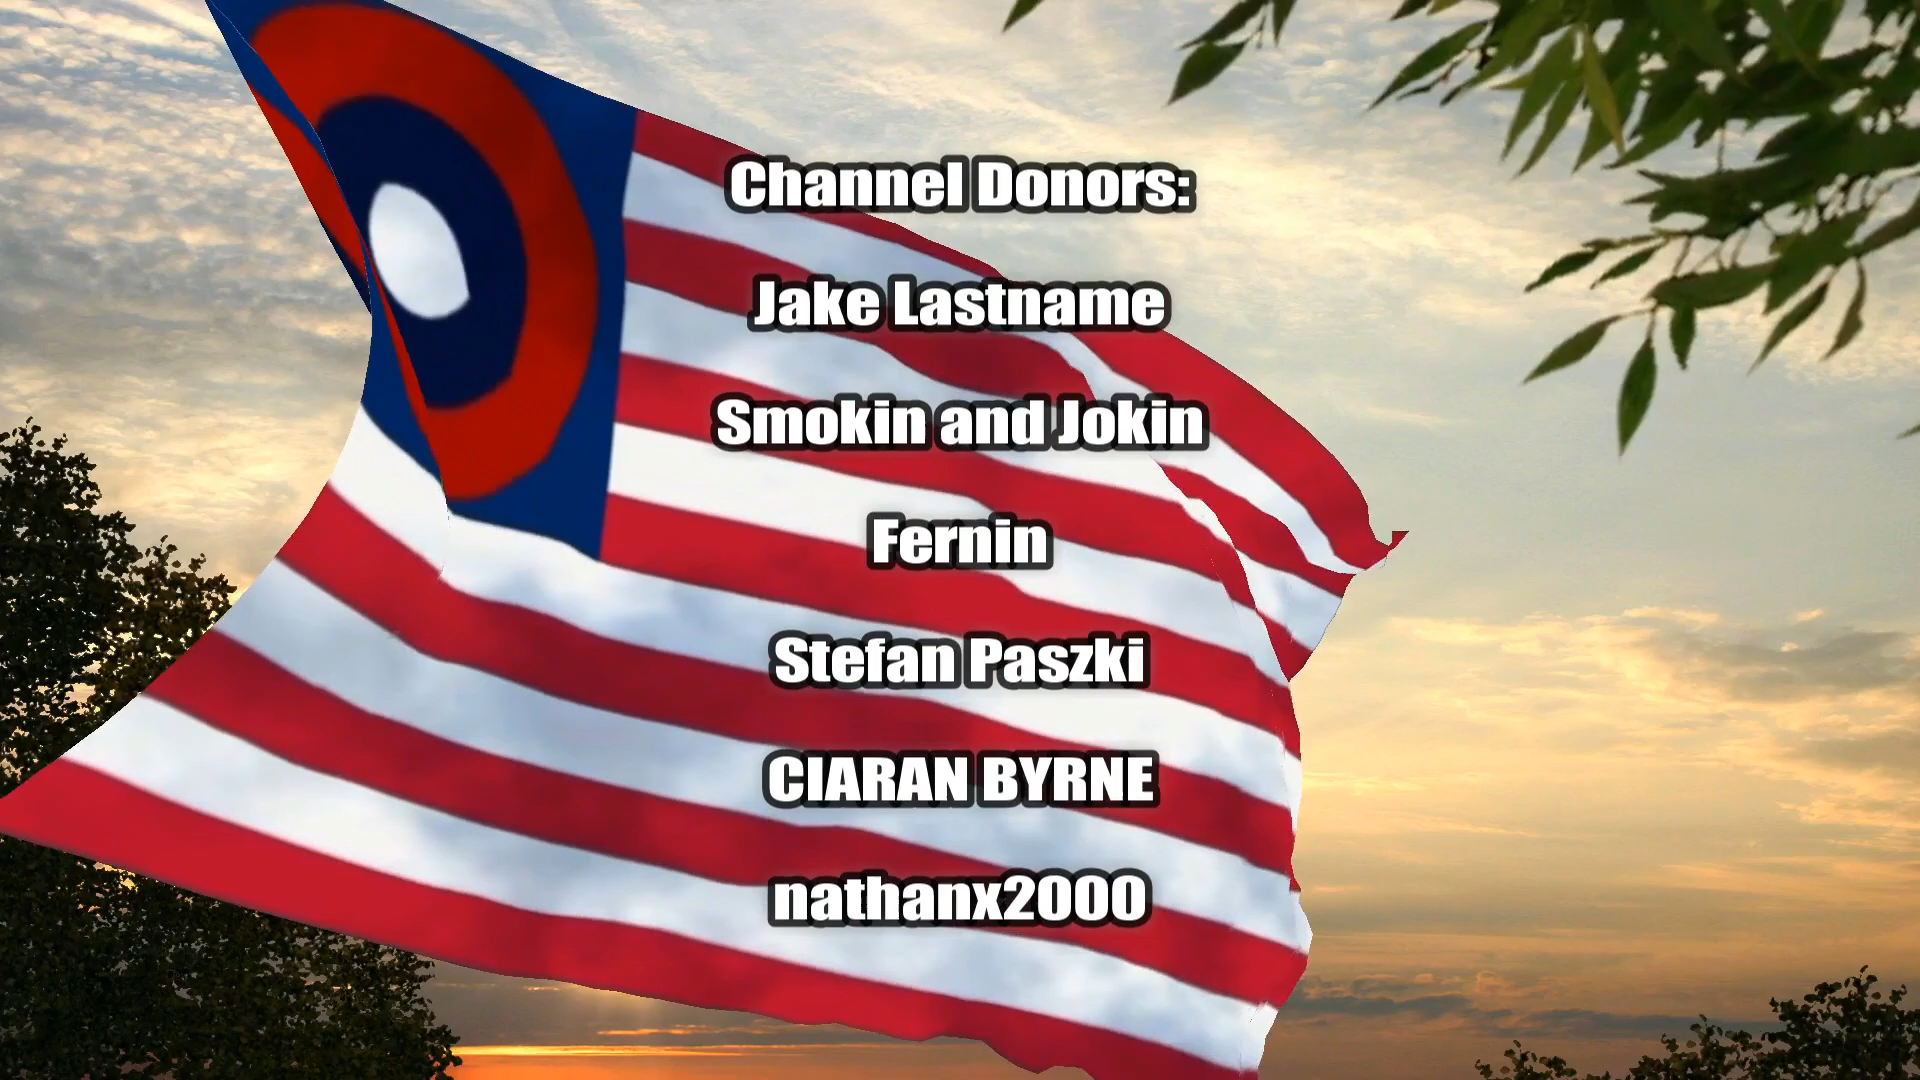 Channel Donors:
Jake Lastname
Smokin and Jokin
Fernin
Stefan Paszki
CIARAN BYRNE
nathanx2000